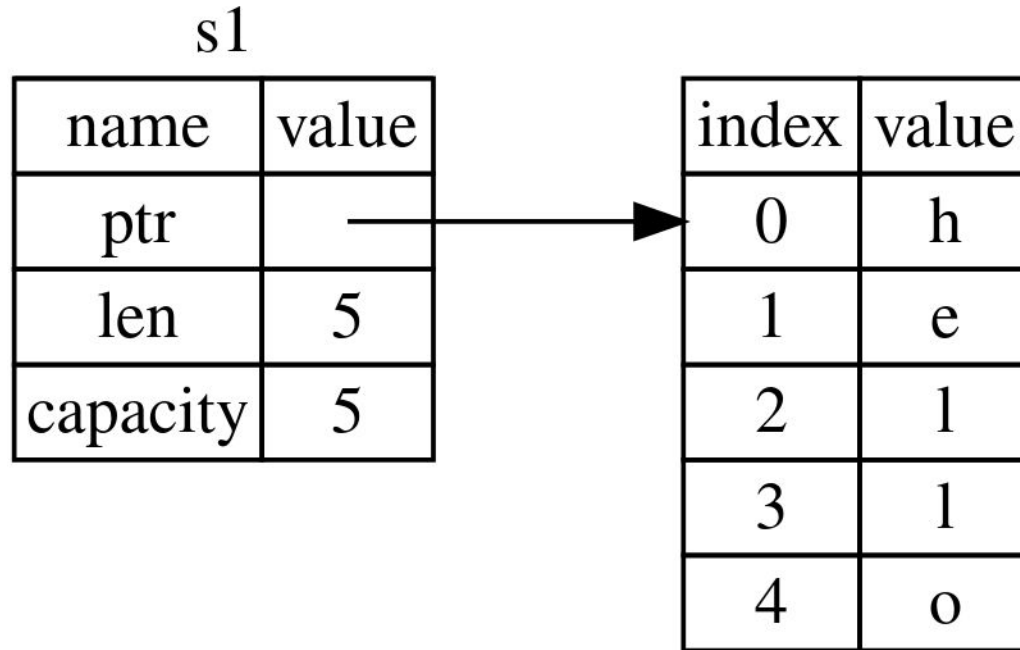 s1
name value
ptr
len 5
capacity 5
index value
0 h
1 e
2 l
3 l
4 o